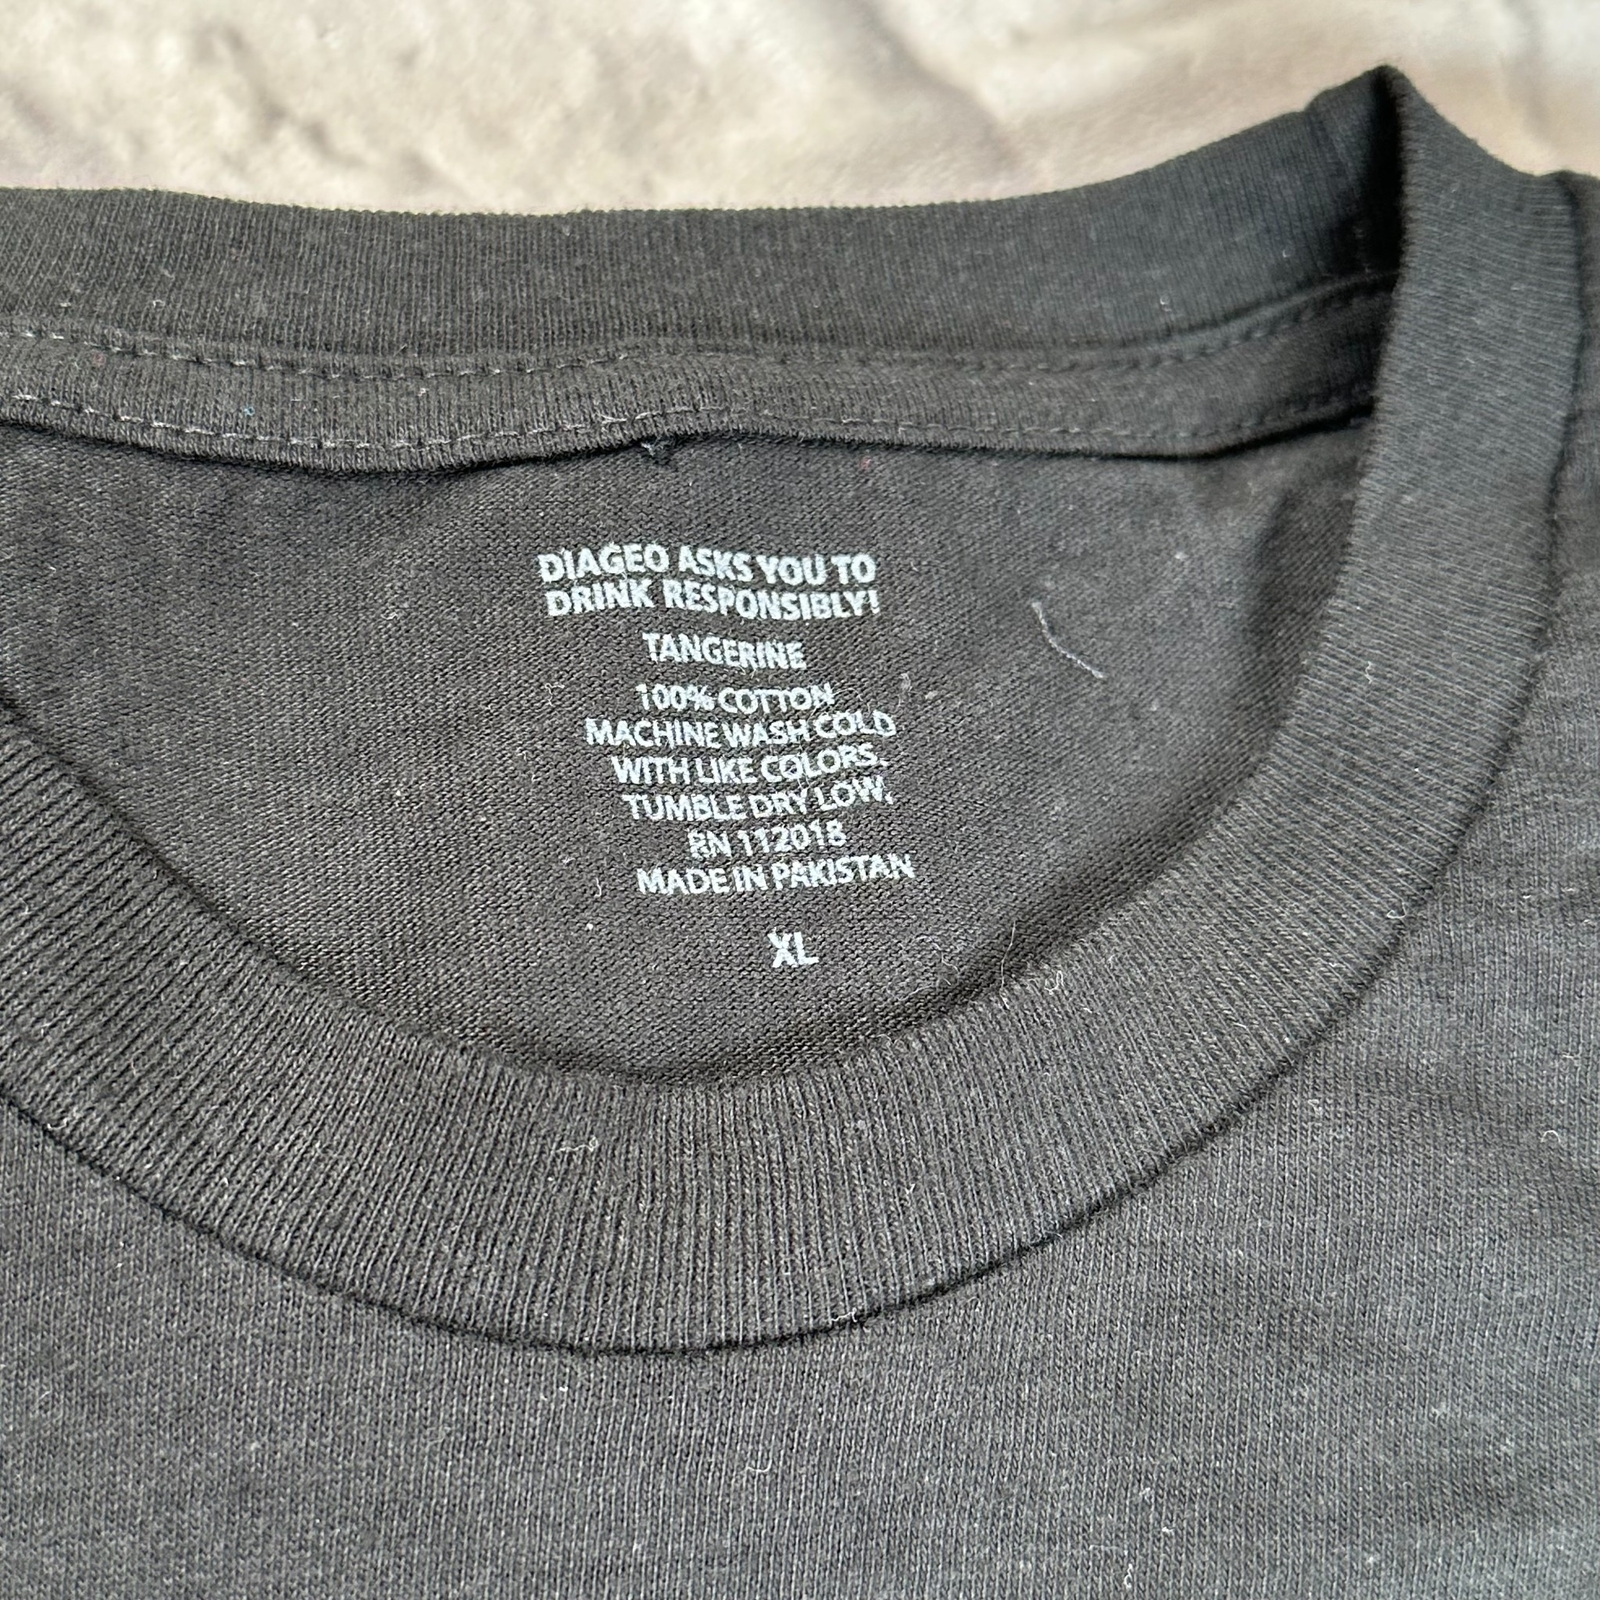 DIAGEO ASKS YOU TO
DRINK RESPONSIBLY!
TANGERINE
100% COTTON
MACHINE WASH COLD
WITH LIKE COLORS.
TUMBLE DRY LOW.
RN 112018
MADE IN PAKISTAN
XL